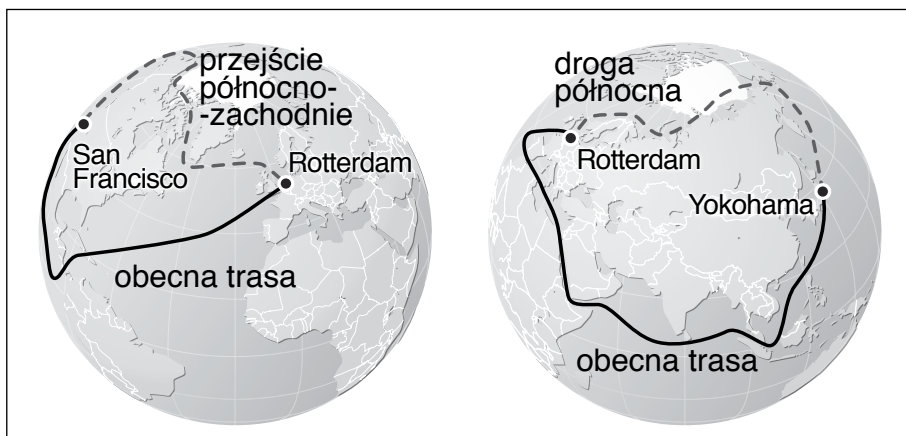 przejście
północno-
-zachodnie
San
Francisco
Rotterdam
obecna trasa
droga
północna
Rotterdam
Yokohama
obecna trasa